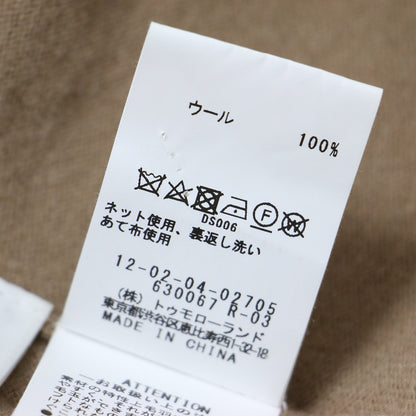 ウール
100%
DS006
ネット使用、裏返し洗い
あて布使用
12-02-04-02705
630067 R-03
(株) トゥモローランド
東京都渋谷区恵比寿西1-32-18
MADE IN CHINA
ATTENTION